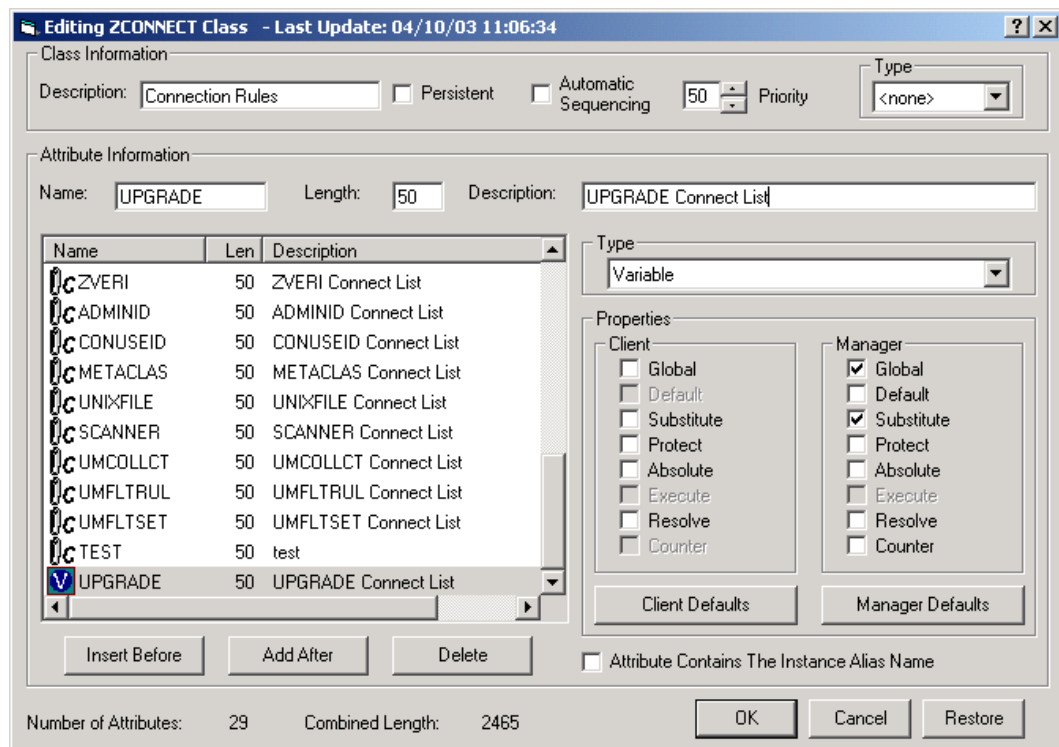 Editing ZCONNECT Class - Last Update: 04/10/03 11:06:34
Class Information
Description: Connection Rules Persistent Automatic Sequencing 50 Priority Type <none>
Attribute Information
Name: UPGRADE Length: 50 Description: UPGRADE Connect List
Name Len Description
ZVERI 50 ZVERI Connect List
ADMINID 50 ADMINID Connect List
CONUSEID 50 CONUSEID Connect List
METACLAS 50 METACLAS Connect List
UNIXFILE 50 UNIXFILE Connect List
SCANNER 50 SCANNER Connect List
UMCOLLCT 50 UMCOLLCT Connect List
UMFLTRUL 50 UMFLTRUL Connect List
UMFLTSET 50 UMFLTSET Connect List
TEST 50 test
V UPGRADE 50 UPGRADE Connect List
Insert Before Add After Delete
Type
Variable
Properties
Client
Global
Default
Substitute
Protect
Absolute
Execute
Resolve
Counter
Client Defaults
Manager
Global
Default
Substitute
Protect
Absolute
Execute
Resolve
Counter
Manager Defaults
Attribute Contains The Instance Alias Name
Number of Attributes: 29 Combined Length: 2465
OK Cancel Restore